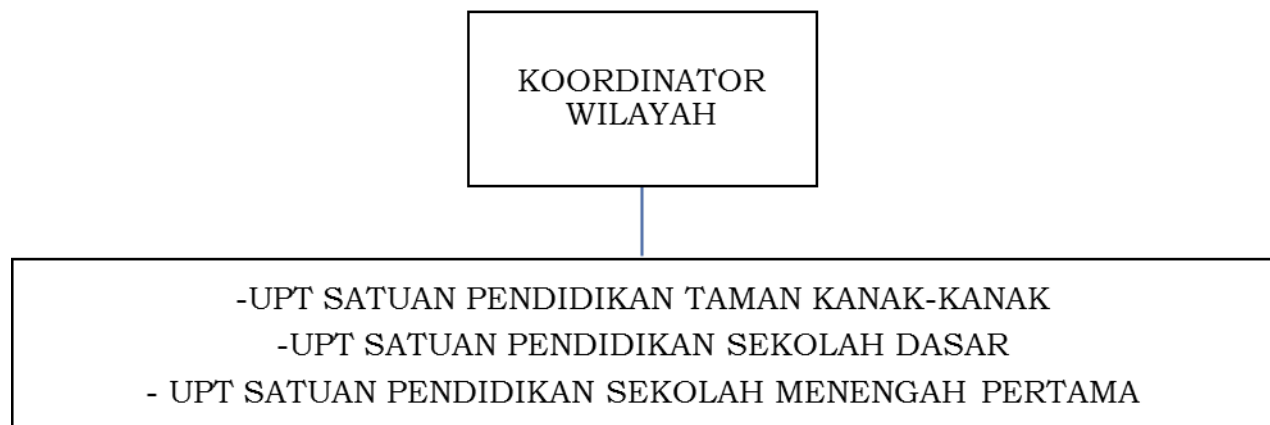 KOORDINATOR
WILAYAH
-UPT SATUAN PENDIDIKAN TAMAN KANAK-KANAK
-UPT SATUAN PENDIDIKAN SEKOLAH DASAR
- UPT SATUAN PENDIDIKAN SEKOLAH MENENGAH PERTAMA